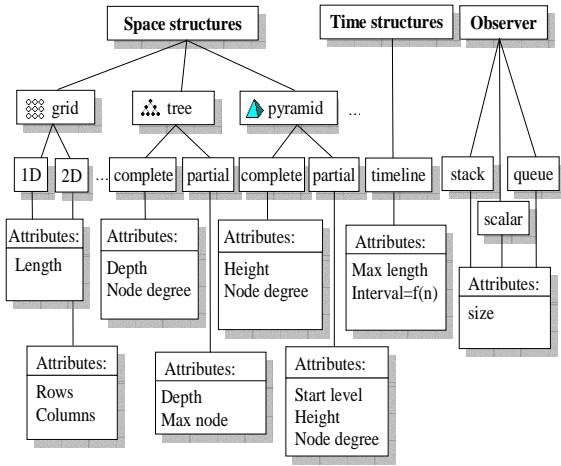 Space structures
Time structures
Observer
grid
tree
pyramid
...
1D
2D
...
complete
partial
complete
partial
timeline
stack
queue
scalar
Attributes:
Length
Attributes:
Depth
Node degree
Attributes:
Height
Node degree
Attributes:
Max length
Interval=f(n)
Attributes:
size
Attributes:
Rows
Columns
Attributes:
Depth
Max node
Attributes:
Start level
Height
Node degree